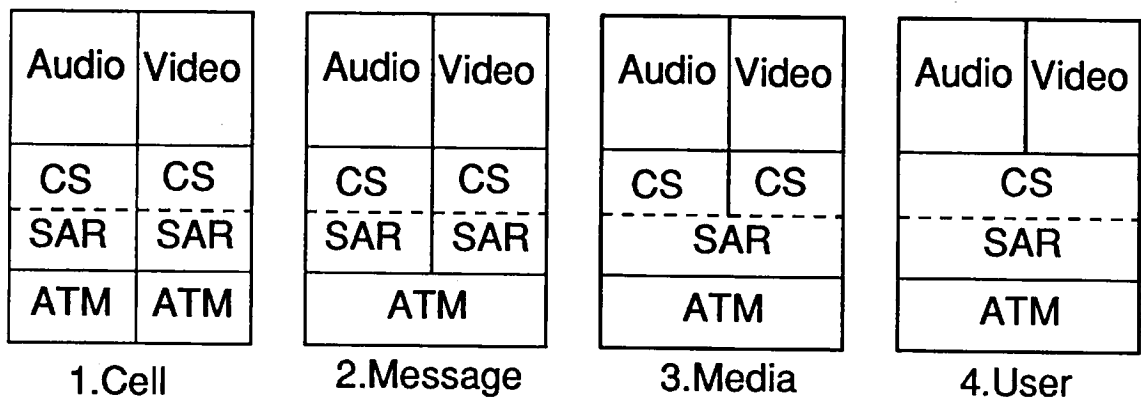 Audio Video Audio Video Audio Video Audio Video
CS CS CS CS CS CS CS
SAR SAR SAR SAR SAR SAR
ATM ATM ATM ATM ATM
1.Cell 2.Message 3.Media 4.User